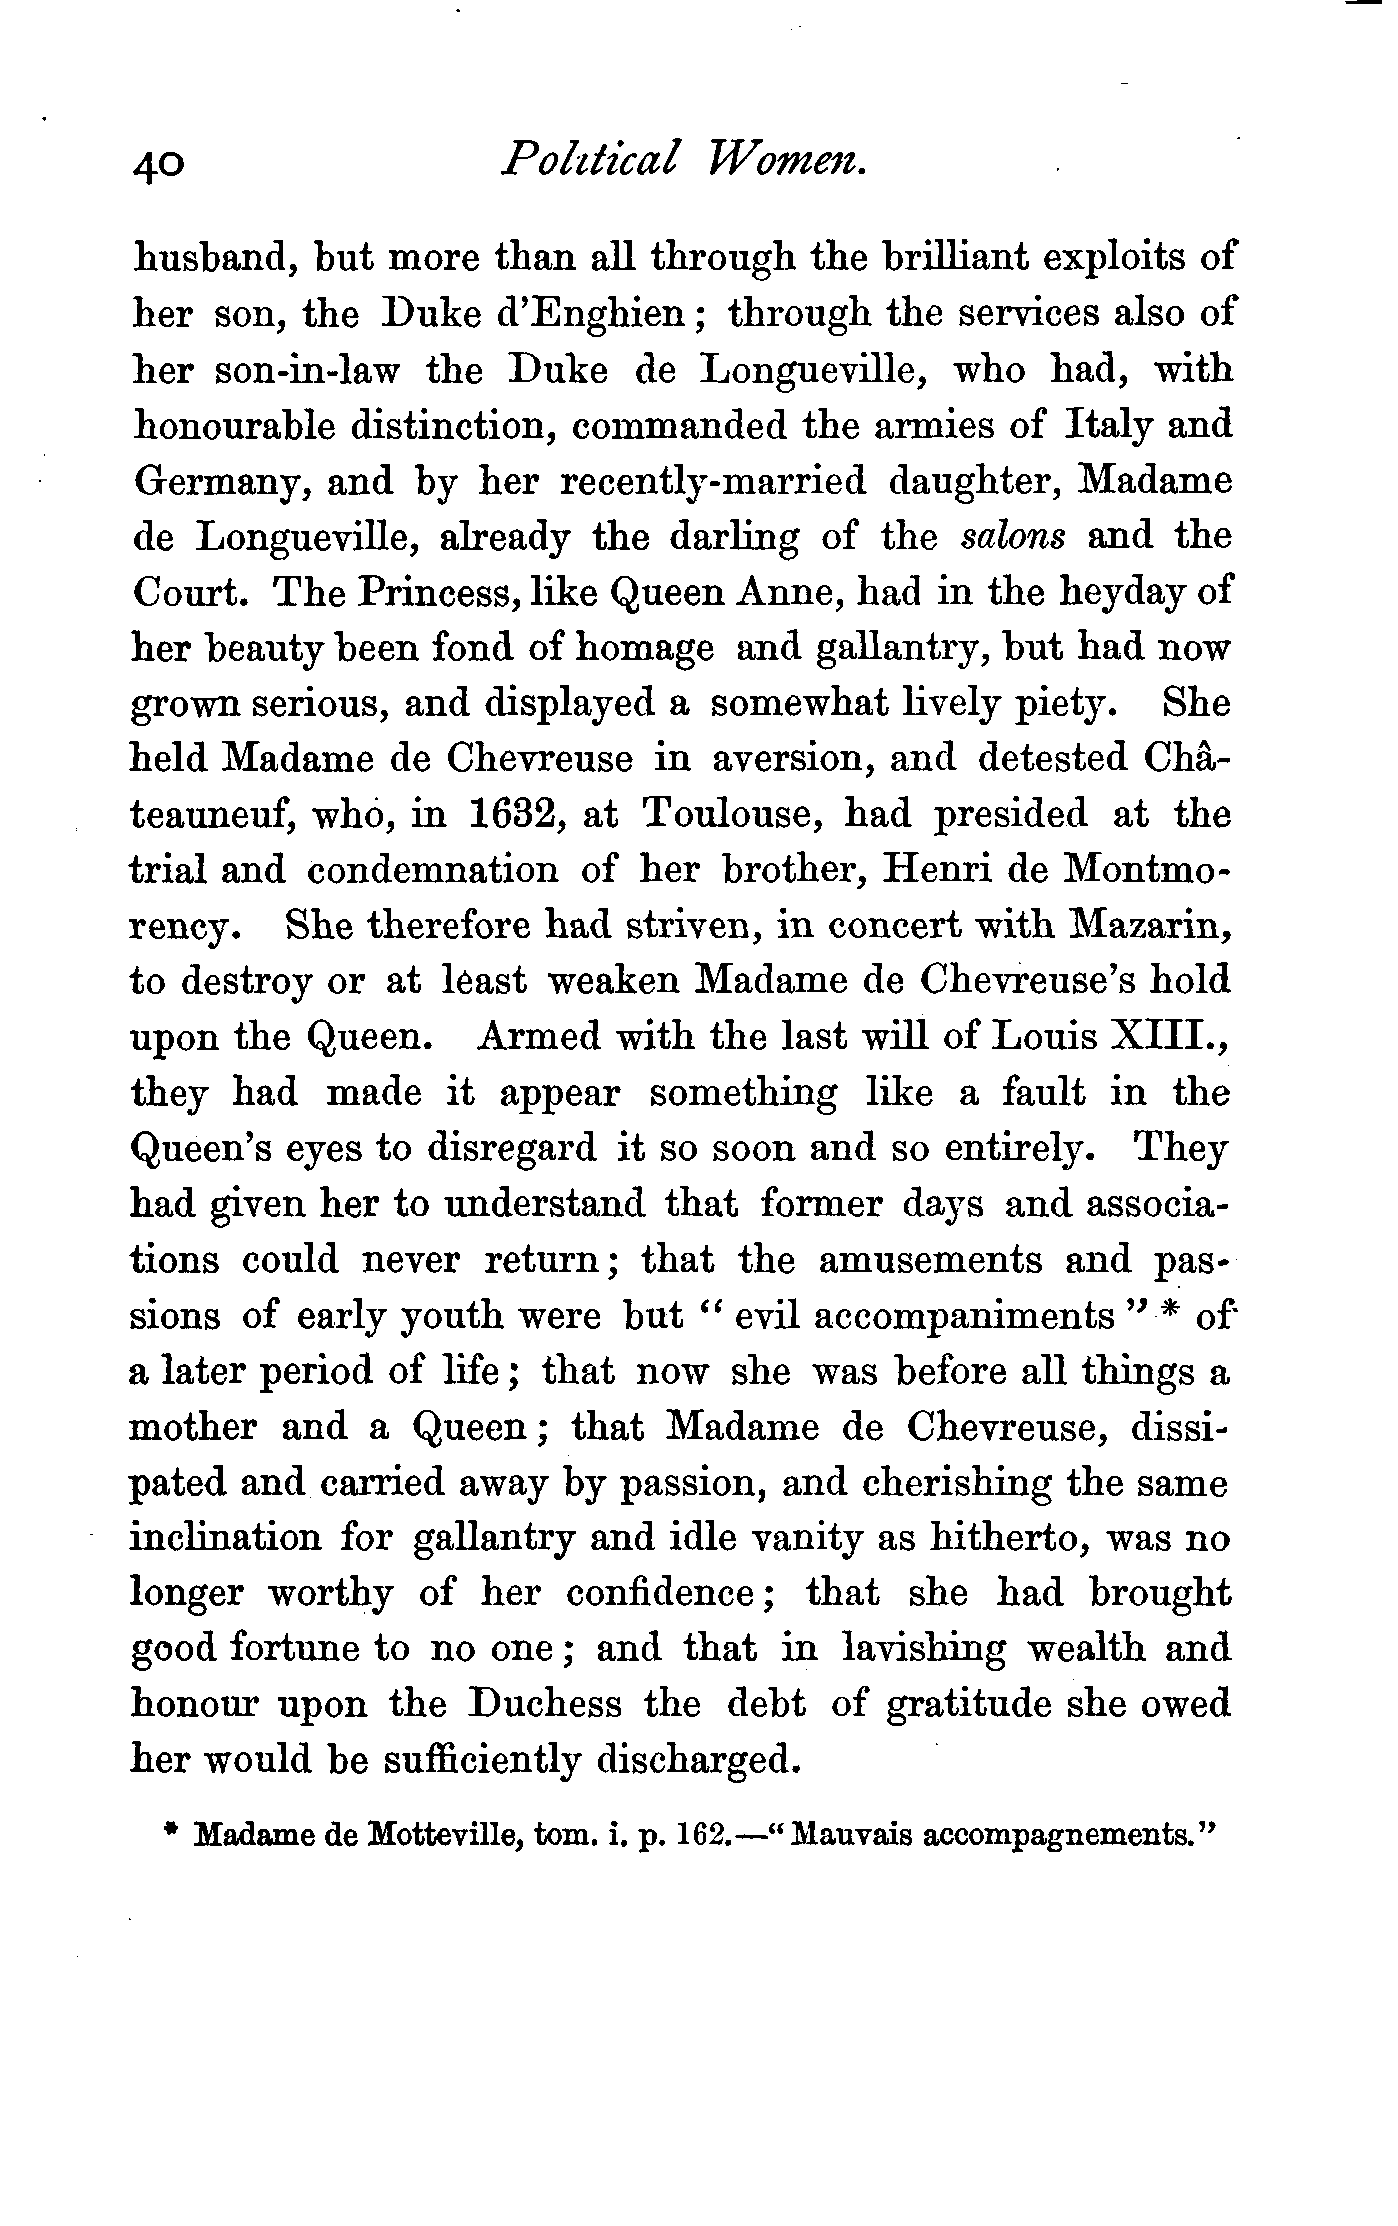 40 Political Women.
husband, but more than all through the brilliant exploits of
her son, the Duke d'Enghien; through the services also of
her son-in-law the Duke de Longueville, who had, with
honourable distinction, commanded the armies of Italy and
Germany, and by her recently-married daughter, Madame
de Longueville, already the darling of the salons and the
Court. The Princess, like Queen Anne, had in the heyday of
her beauty been fond of homage and gallantry, but had now
grown serious, and displayed a somewhat lively piety. She
held Madame de Chevreuse in aversion, and detested Châ-
teauneuf, who, in 1632, at Toulouse, had presided at the
trial and condemnation of her brother, Henri de Montmo-
rency. She therefore had striven, in concert with Mazarin,
to destroy or at least weaken Madame de Chevreuse's hold
upon the Queen. Armed with the last will of Louis XIII.,
they had made it appear something like a fault in the
Queen's eyes to disregard it so soon and so entirely. They
had given her to understand that former days and associa-
tions could never return; that the amusements and pas-
sions of early youth were but "evil accompaniments"* of
a later period of life; that now she was before all things a
mother and a Queen; that Madame de Chevreuse, dissi-
pated and carried away by passion, and cherishing the same
inclination for gallantry and idle vanity as hitherto, was no
longer worthy of her confidence; that she had brought
good fortune to no one; and that in lavishing wealth and
honour upon the Duchess the debt of gratitude she owed
her would be sufficiently discharged.
* Madame de Motteville, tom. i. p. 162.—"Mauvais accompagnements."